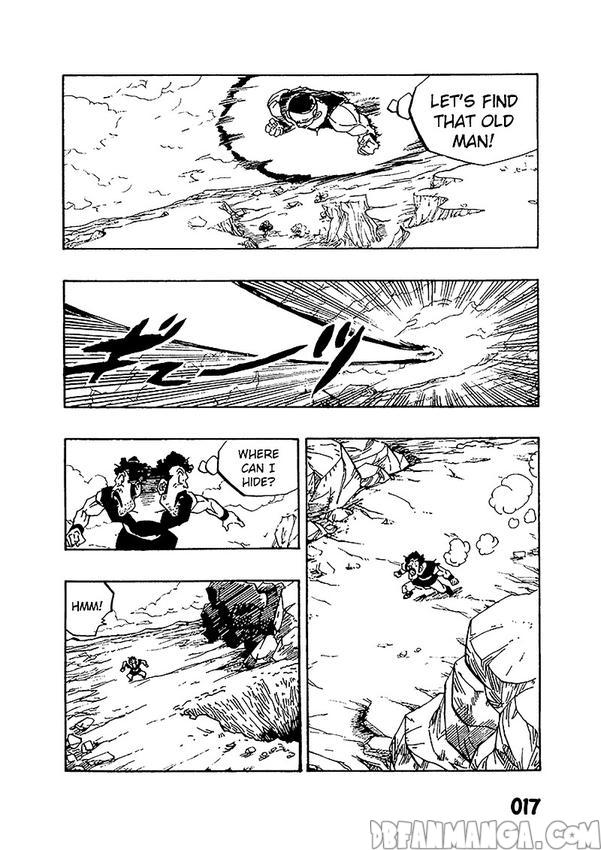 LET'S FIND
THAT OLD
MAN!
ギューーッ
WHERE
CAN I
HIDE?
HMM!
017
DBFANMANGA.COM